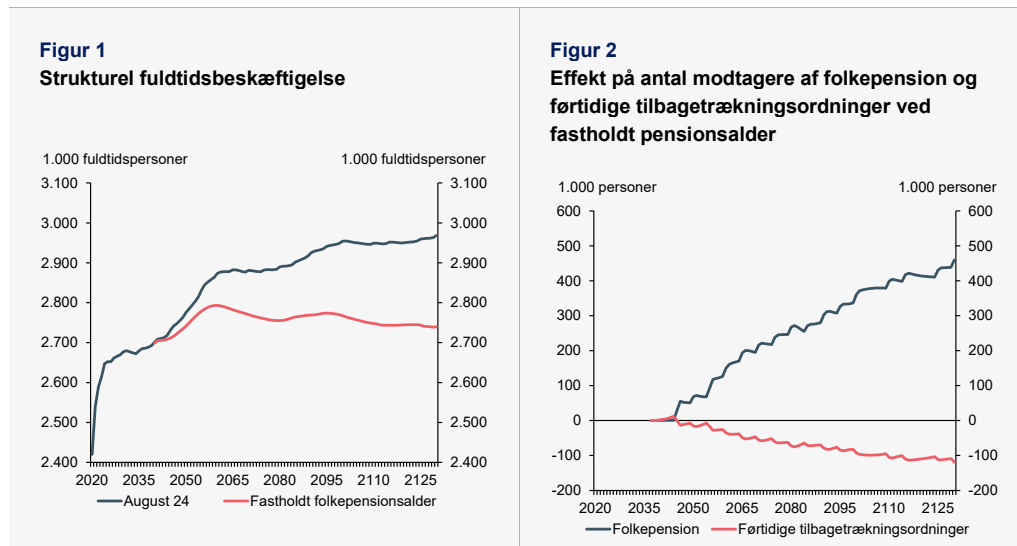 Figur 1
Strukturel fuldtidsbeskæftigelse
1.000 fuldtidspersoner 1.000 fuldtidspersoner
3.100 3.100
3.000 3.000
2.900 2.900
2.800 2.800
2.700 2.700
2.600 2.600
2.500 2.500
2.400 2.400
2020 2035 2050 2065 2080 2095 2110 2125
August 24 Fastholdt folkepensionsalder
Figur 2
Effekt på antal modtagere af folkepension og
førtidige tilbagetrækningsordninger ved
fastholdt pensionsalder
1.000 personer 1.000 personer
600 600
500 500
400 400
300 300
200 200
100 100
0 0
-100 -100
-200 -200
2020 2035 2050 2065 2080 2095 2110 2125
Folkepension Førtidige tilbagetrækningsordninger